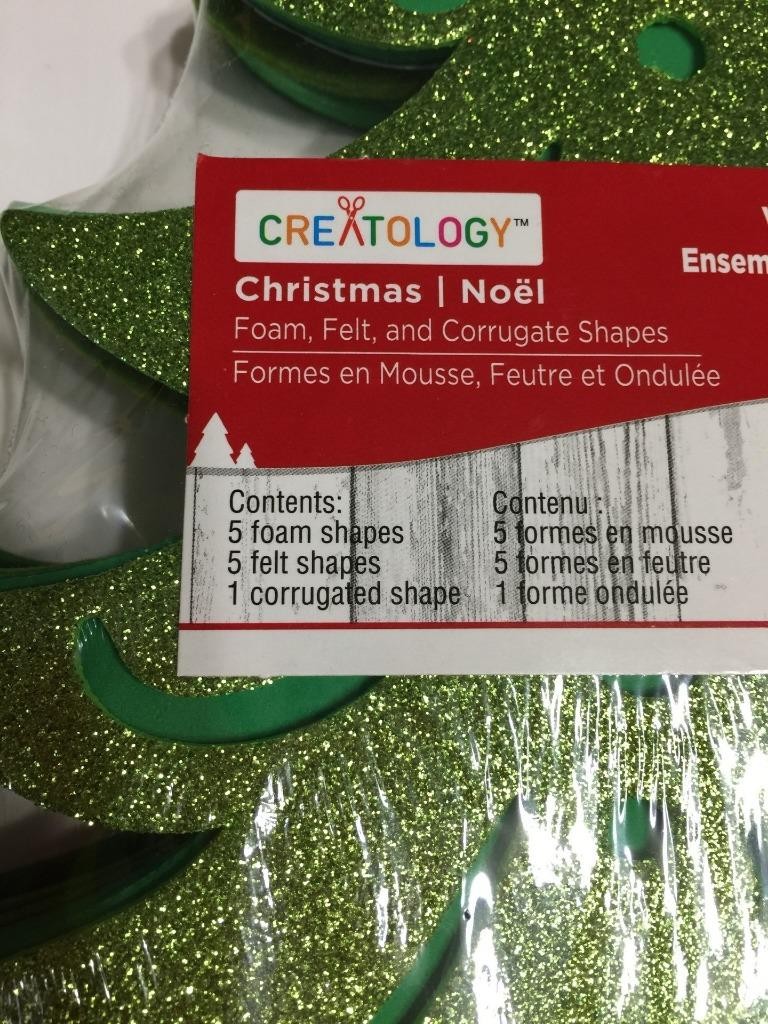 CREATOLOGY™
Christmas | Noël
Foam, Felt, and Corrugate Shapes
Formes en Mousse, Feutre et Ondulée
Contents:
5 foam shapes
5 felt shapes
1 corrugated shape
Contenu :
5 formes en mousse
5 formes en feutre
1 forme ondulée